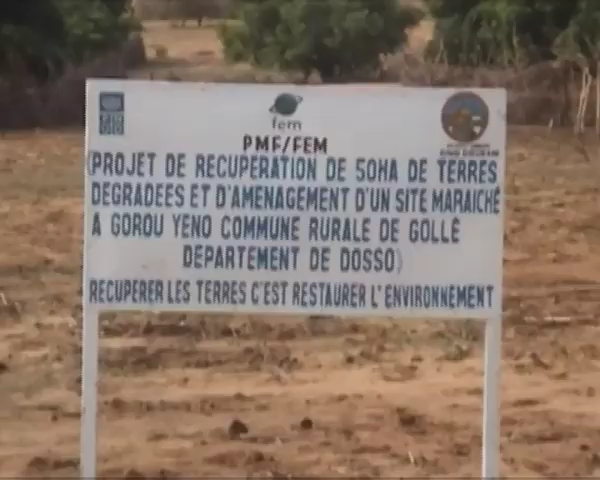 fem
PMF/FEM
(PROJET DE RECUPERATION DE 50HA DE TERRES
DEGRADEES ET D'AMENAGEMENT D'UN SITE MARAICHÉ
A GOROU YENO COMMUNE RURALE DE GOLLÉ
DEPARTEMENT DE DOSSO)
RECUPERER LES TERRES C'EST RESTAURER L'ENVIRONNEMENT